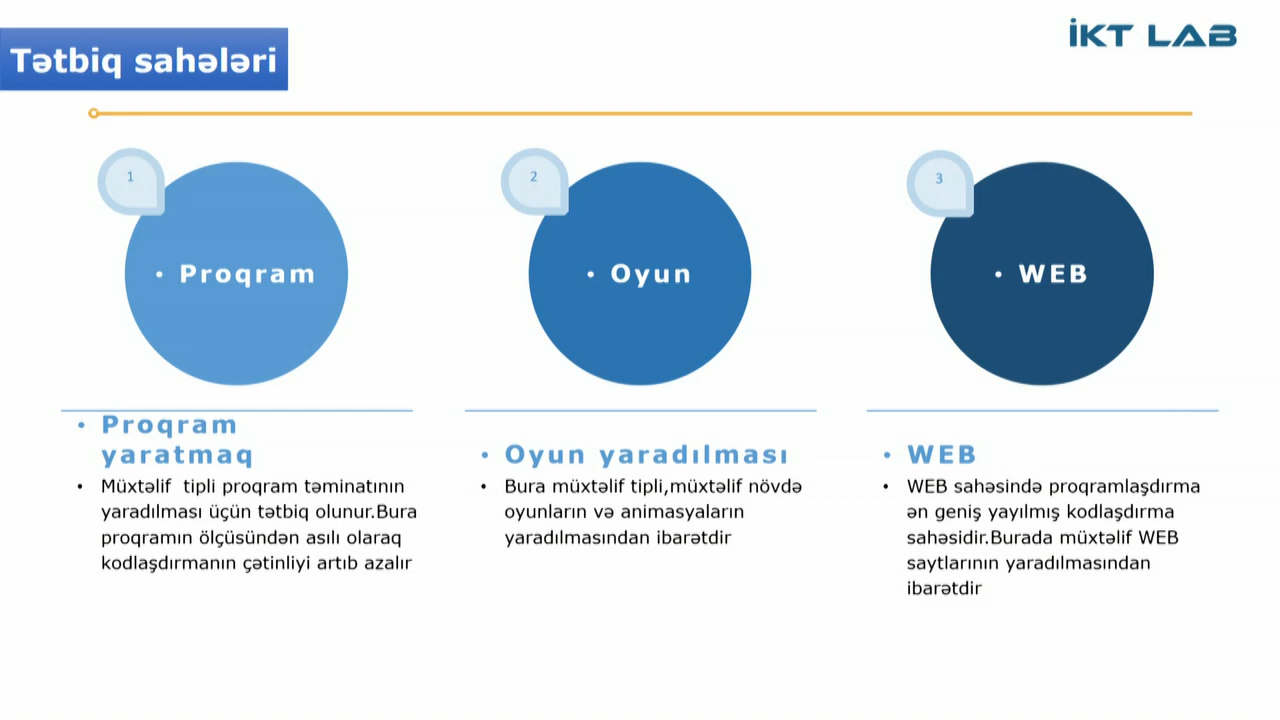 Tətbiq sahələri
İKT LAB
1
• Proqram
2
• Oyun
3
• WEB
• Proqram
yaratmaq
• Müxtəlif  tipli proqram təminatının
yaradılması üçün tətbiq olunur.Bura
proqramın ölçüsündən asılı olaraq
kodlaşdırmanın çətinliyi artıb azalır
• Oyun yaradılması
• Bura müxtəlif tipli,müxtəlif növdə
oyunların və animasyaların
yaradılmasından ibarətdir
• WEB
• WEB sahəsində proqramlaşdırma
ən geniş yayılmış kodlaşdırma
sahəsidir.Burada müxtəlif WEB
saytlarının yaradılmasından
ibarətdir